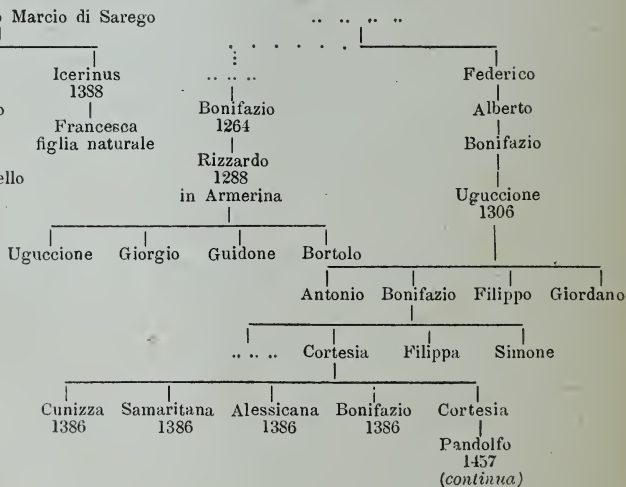 o Marcio di Sarego
.. .. .. ..
Icerinus Federico
1388 .. .. ..
o Bonifazio Alberto
Francesca 1264
figlia naturale Bonifazio
Rizzardo
ello 1288 Uguccione
in Armerina 1306
Uguccione Giorgio Guidone Bortolo
Antonio Bonifazio Filippo Giordano
.. .. .. Cortesia Filippa Simone
Cunizza Samaritana Alessicana Bonifazio Cortesia
1386 1386 1386 1386
Pandolfo
1457
(continua)